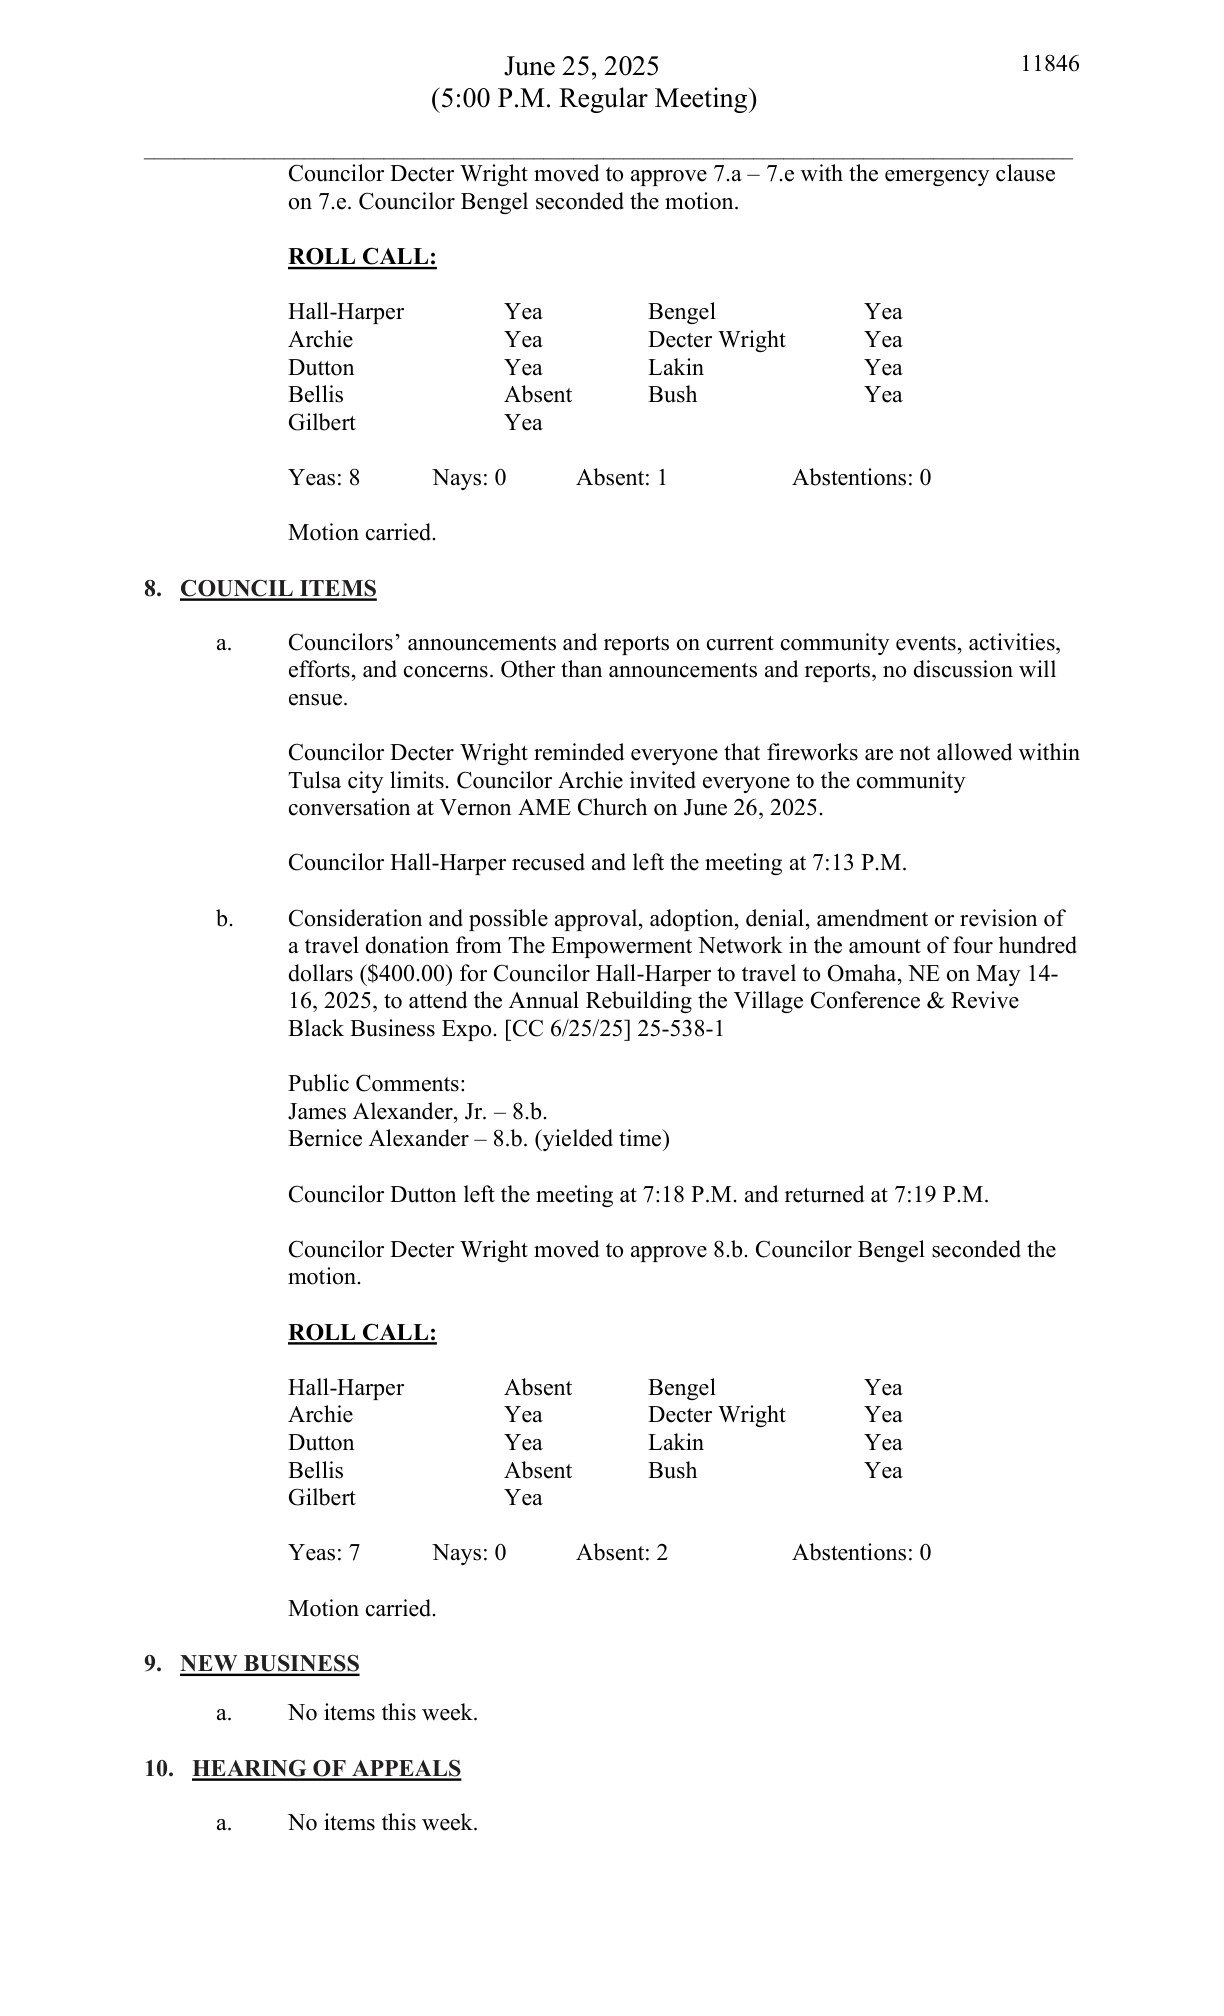 June 25, 2025
11846
(5:00 P.M. Regular Meeting)
Councilor Decter Wright moved to approve 7.a – 7.e with the emergency clause
on 7.e. Councilor Bengel seconded the motion.
ROLL CALL:
Hall-Harper Yea Bengel Yea
Archie Yea Decter Wright Yea
Dutton Yea Lakin Yea
Bellis Absent Bush Yea
Gilbert Yea
Yeas: 8 Nays: 0 Absent: 1 Abstentions: 0
Motion carried.
8. COUNCIL ITEMS
a. Councilors’ announcements and reports on current community events, activities,
efforts, and concerns. Other than announcements and reports, no discussion will
ensue.
Councilor Decter Wright reminded everyone that fireworks are not allowed within
Tulsa city limits. Councilor Archie invited everyone to the community
conversation at Vernon AME Church on June 26, 2025.
Councilor Hall-Harper recused and left the meeting at 7:13 P.M.
b. Consideration and possible approval, adoption, denial, amendment or revision of
a travel donation from The Empowerment Network in the amount of four hundred
dollars ($400.00) for Councilor Hall-Harper to travel to Omaha, NE on May 14-
16, 2025, to attend the Annual Rebuilding the Village Conference & Revive
Black Business Expo. [CC 6/25/25] 25-538-1
Public Comments:
James Alexander, Jr. – 8.b.
Bernice Alexander – 8.b. (yielded time)
Councilor Dutton left the meeting at 7:18 P.M. and returned at 7:19 P.M.
Councilor Decter Wright moved to approve 8.b. Councilor Bengel seconded the
motion.
ROLL CALL:
Hall-Harper Absent Bengel Yea
Archie Yea Decter Wright Yea
Dutton Yea Lakin Yea
Bellis Absent Bush Yea
Gilbert Yea
Yeas: 7 Nays: 0 Absent: 2 Abstentions: 0
Motion carried.
9. NEW BUSINESS
a. No items this week.
10. HEARING OF APPEALS
a. No items this week.